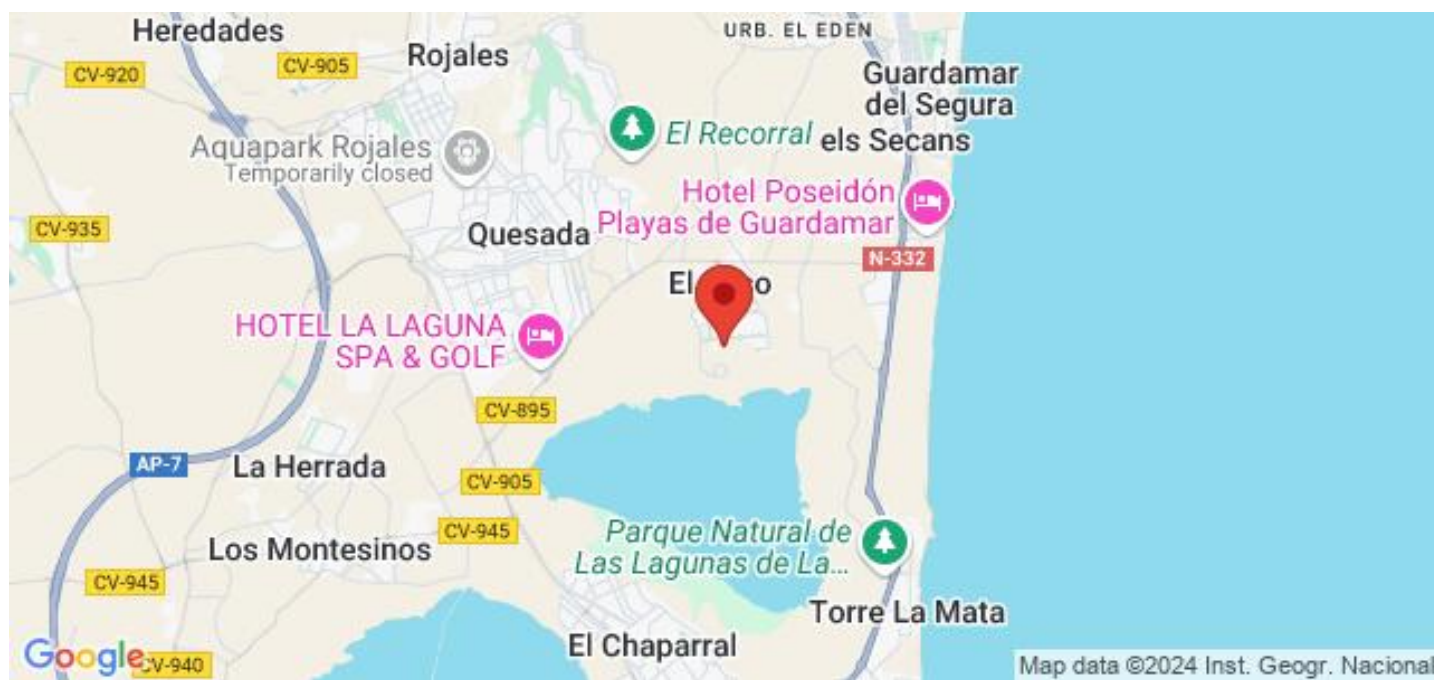 Heredades
URB. EL EDEN
Rojales
CV-905
CV-920
Guardamar
del Segura
El Recorral
els Secans
Aquapark Rojales
Temporarily closed
Hotel Poseidón
Playas de Guardamar
CV-935
Quesada
N-332
HOTEL LA LAGUNA
SPA & GOLF
CV-895
AP-7
La Herrada
CV-905
CV-945
Parque Natural de
Las Lagunas de La...
Los Montesinos
CV-945
Torre La Mata
El Chaparral
Google
CV-940
Map data ©2024 Inst. Geogr. Nacional